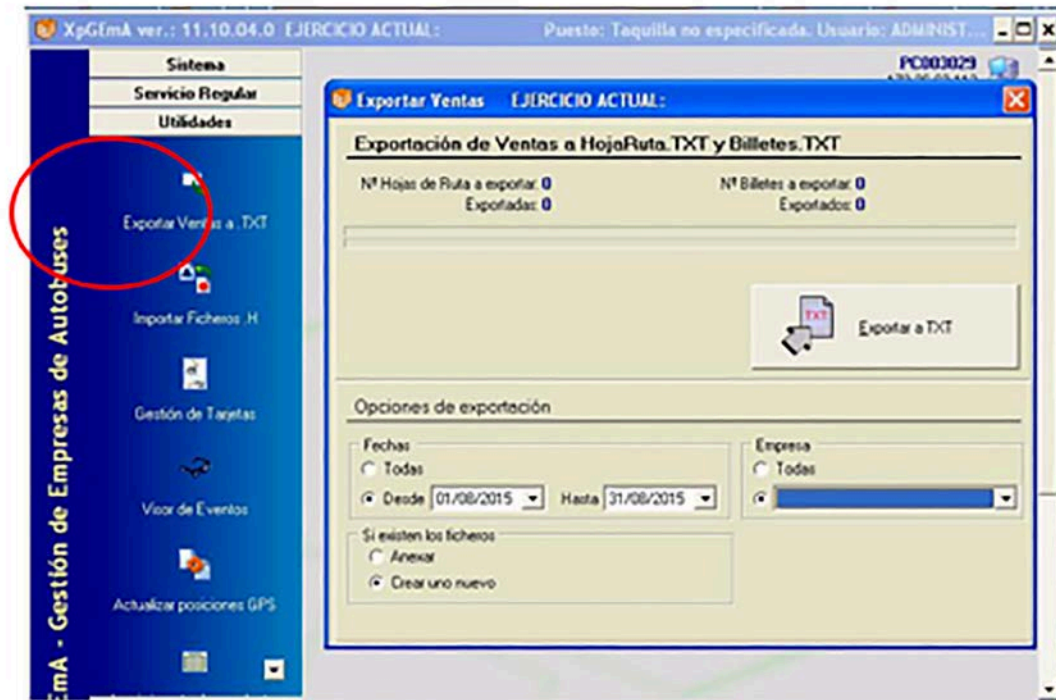 XpGEmA ver.: 11.10.04.0 EJERCICIO ACTUAL: Puesto: Taquilla no especificada. Usuario: ADMINIST...
Sistema
Servicio Regular
Utilidades
Exportar Ventas a .TXT
Importar Ficheros .H
Gestión de Tarjetas
Visor de Eventos
Actualizar posiciones GPS
EmA - Gestión de Empresas de Autobuses
PC003029
Exportar Ventas EJERCICIO ACTUAL:
Exportación de Ventas a HojaRuta.TXT y Billetes.TXT
Nº Hojas de Ruta a exportar: 0 Nº Billetes a exportar: 0
Exportadas: 0 Exportados: 0
TXT
Exportar a TXT
Opciones de exportación
Fechas
Todas
Desde 01/08/2015 Hasta 31/08/2015
Empresa
Todas
Si existen los ficheros
Anexar
Crear uno nuevo